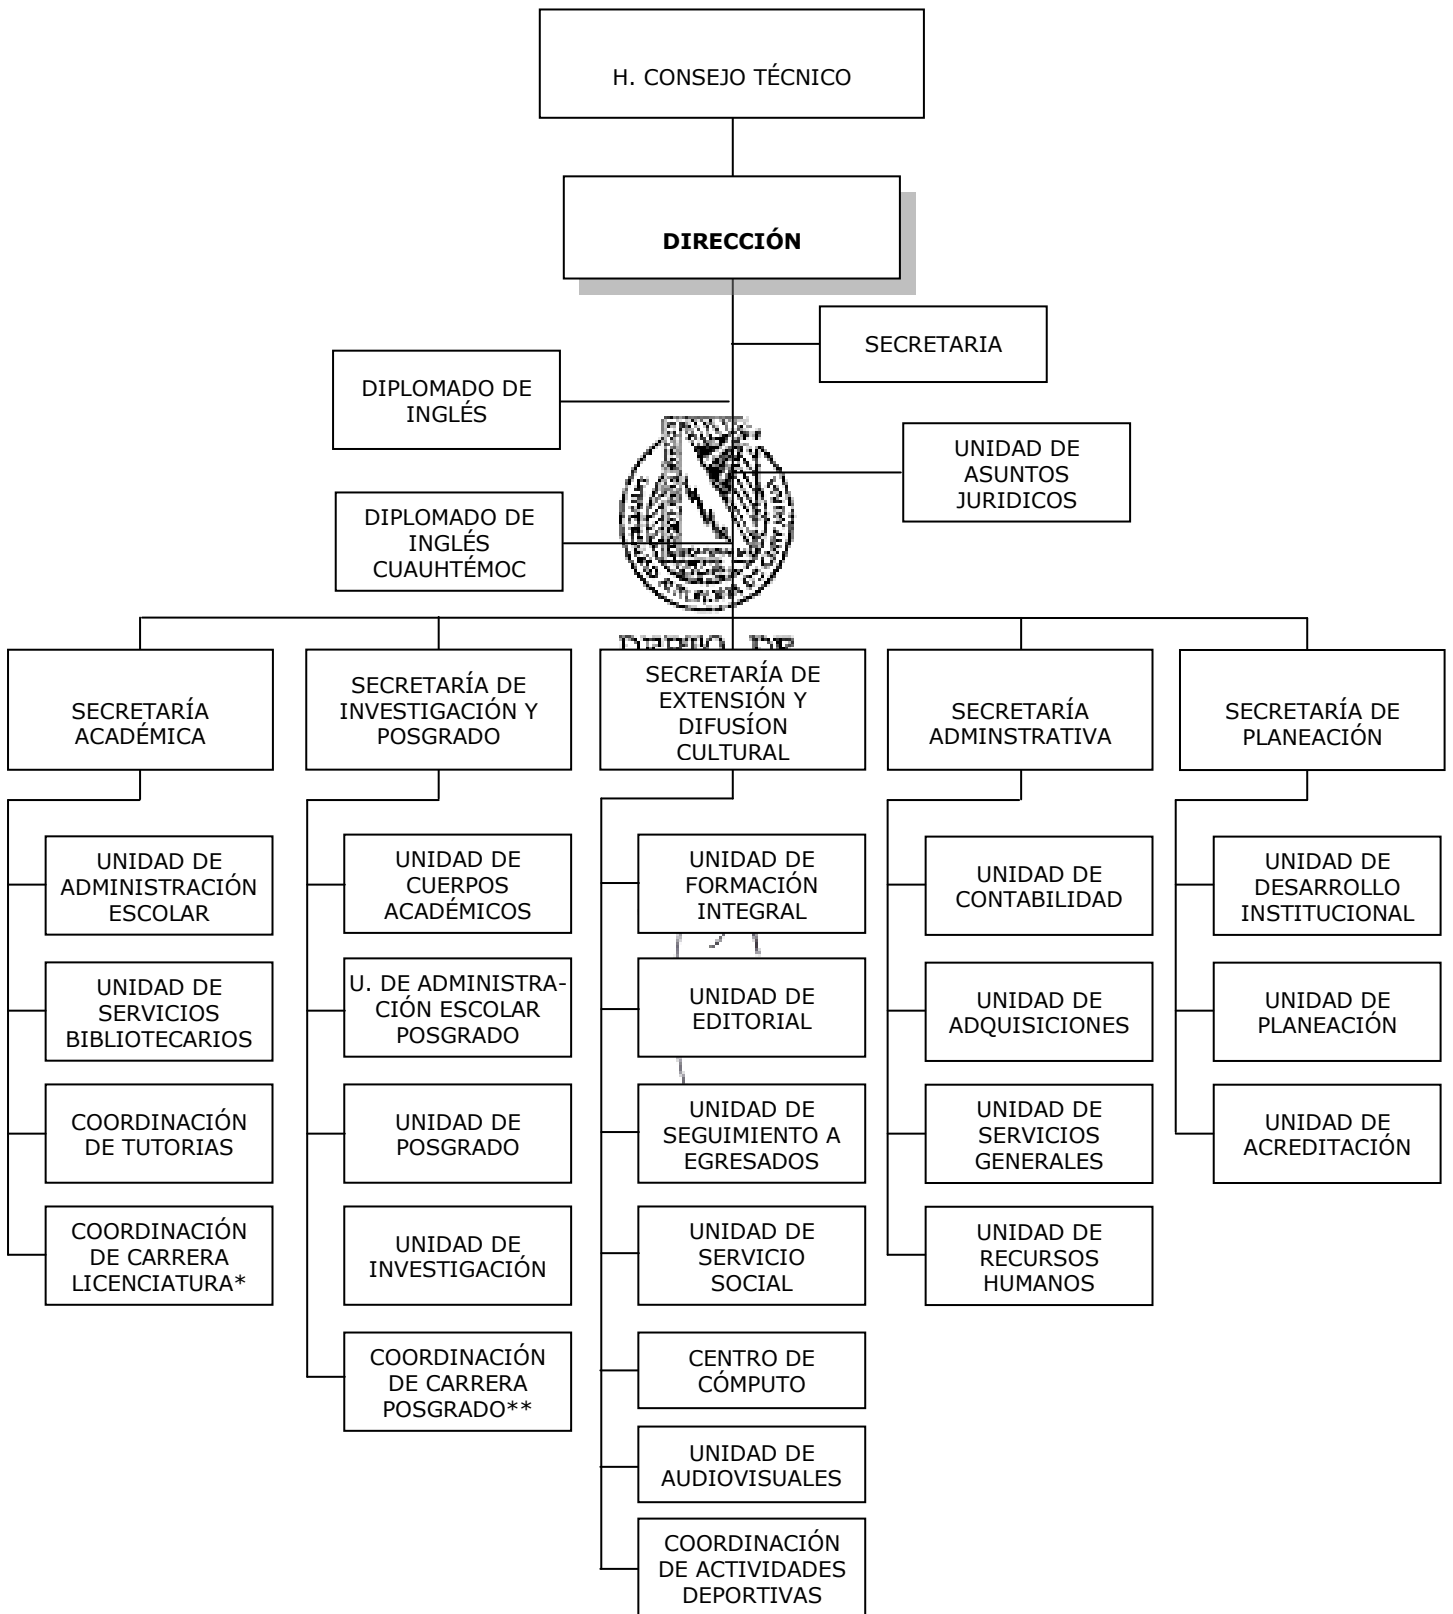 H. CONSEJO TÉCNICO
DIRECCIÓN
SECRETARIA
DIPLOMADO DE
INGLÉS
UNIDAD DE
ASUNTOS
JURIDICOS
DIPLOMADO DE
INGLÉS
CUAUHTÉMOC
DEPTO. DE
SECRETARÍA
ACADÉMICA
SECRETARÍA DE
INVESTIGACIÓN Y
POSGRADO
SECRETARÍA DE
EXTENSIÓN Y
DIFUSÍON
CULTURAL
SECRETARÍA
ADMINSTRATIVA
SECRETARÍA DE
PLANEACIÓN
UNIDAD DE
ADMINISTRACIÓN
ESCOLAR
UNIDAD DE
SERVICIOS
BIBLIOTECARIOS
COORDINACIÓN
DE TUTORIAS
COORDINACIÓN
DE CARRERA
LICENCIATURA*
UNIDAD DE
CUERPOS
ACADÉMICOS
U. DE ADMINISTRA-
CIÓN ESCOLAR
POSGRADO
UNIDAD DE
POSGRADO
UNIDAD DE
INVESTIGACIÓN
COORDINACIÓN
DE CARRERA
POSGRADO**
UNIDAD DE
FORMACIÓN
INTEGRAL
UNIDAD DE
EDITORIAL
UNIDAD DE
SEGUIMIENTO A
EGRESADOS
UNIDAD DE
SERVICIO
SOCIAL
CENTRO DE
CÓMPUTO
UNIDAD DE
AUDIOVISUALES
COORDINACIÓN
DE ACTIVIDADES
DEPORTIVAS
UNIDAD DE
CONTABILIDAD
UNIDAD DE
ADQUISICIONES
UNIDAD DE
SERVICIOS
GENERALES
UNIDAD DE
RECURSOS
HUMANOS
UNIDAD DE
DESARROLLO
INSTITUCIONAL
UNIDAD DE
PLANEACIÓN
UNIDAD DE
ACREDITACIÓN